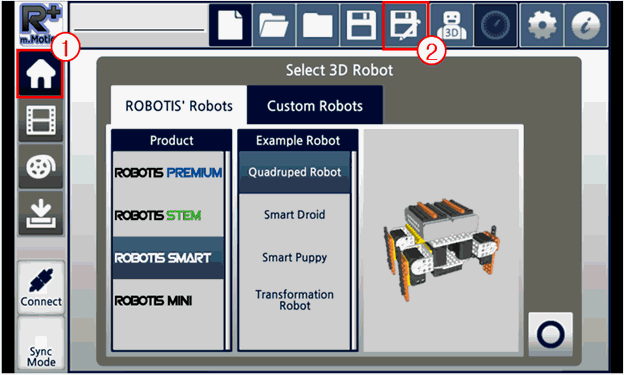 R+
m.Motion
1
2
3D
Select 3D Robot
ROBOTIS' Robots
Custom Robots
Product
Example Robot
ROBOTIS PREMIUM
Quadruped Robot
ROBOTIS STEM
Smart Droid
ROBOTIS SMART
Smart Puppy
ROBOTIS MINI
Transformation
Robot
Connect
Sync
Mode